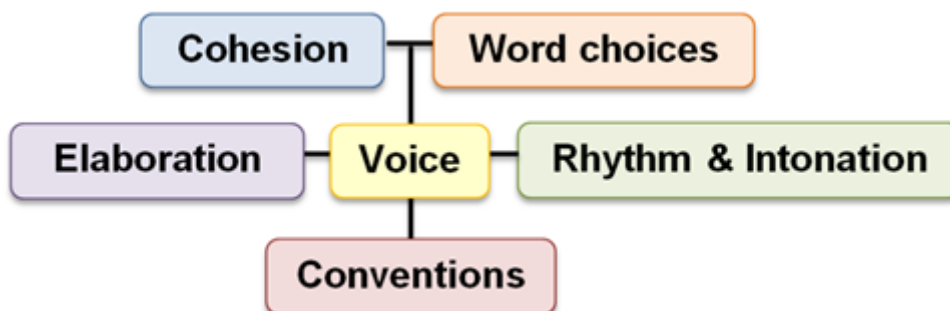 Cohesion
Word choices
Elaboration
Voice
Rhythm & Intonation
Conventions